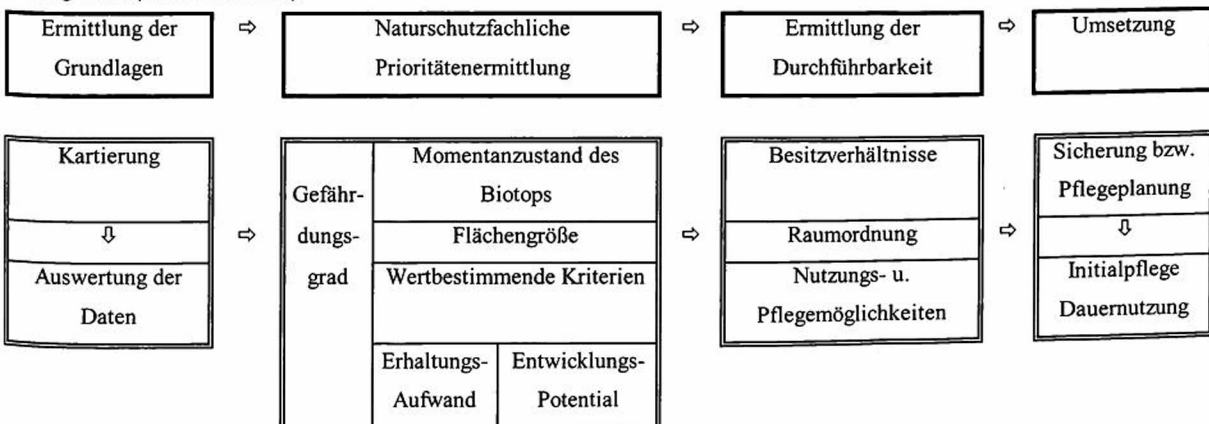 Ermittlung der
Grundlagen
⇨
Naturschutzfachliche
Prioritätenermittlung
⇨
Ermittlung der
Durchführbarkeit
⇨
Umsetzung
Kartierung
⇩
Auswertung der
Daten
⇨
Gefähr-
dungs-
grad
Momentanzustand des
Biotops
Flächengröße
Wertbestimmende Kriterien
Erhaltungs-
Aufwand
Entwicklungs-
Potential
⇨
Besitzverhältnisse
Raumordnung
Nutzungs- u.
Pflegemöglichkeiten
⇨
Sicherung bzw.
Pflegeplanung
⇩
Initialpflege
Dauernutzung